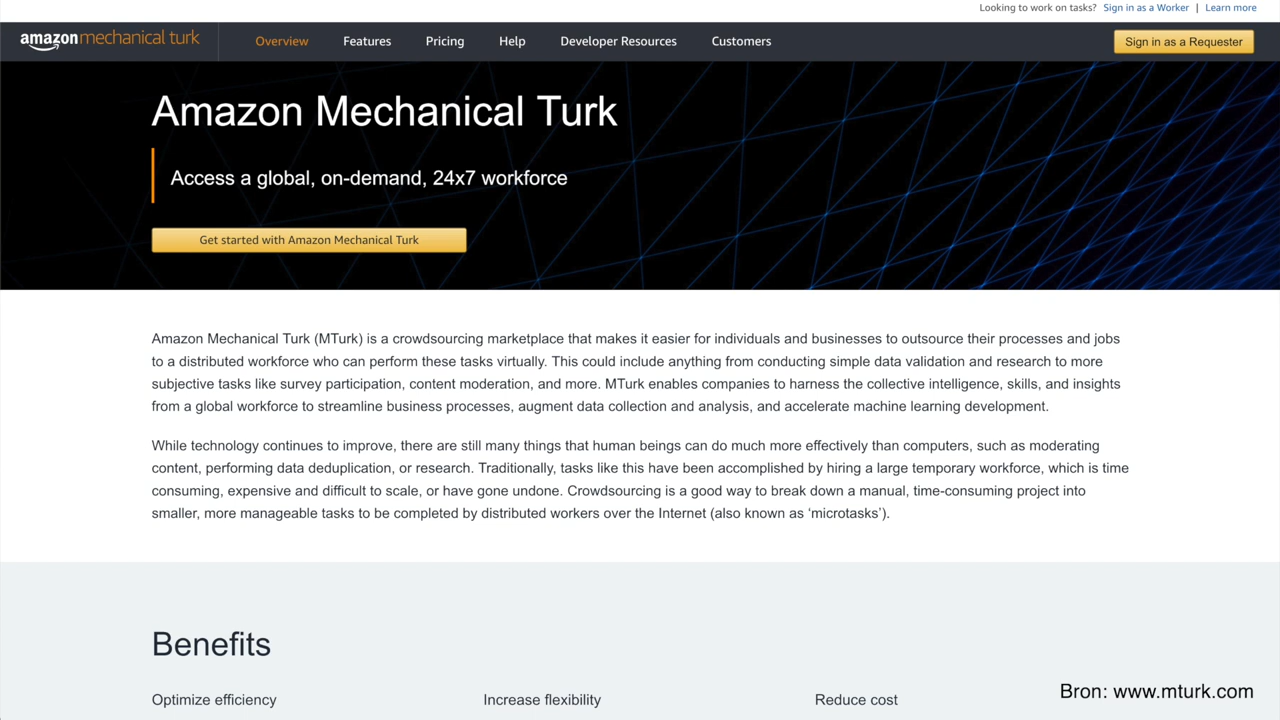 Looking to work on tasks? Sign in as a Worker | Learn more
amazon mechanical turk
Overview
Features
Pricing
Help
Developer Resources
Customers
Sign in as a Requester
Amazon Mechanical Turk
Access a global, on-demand, 24x7 workforce
Get started with Amazon Mechanical Turk
Amazon Mechanical Turk (MTurk) is a crowdsourcing marketplace that makes it easier for individuals and businesses to outsource their processes and jobs
to a distributed workforce who can perform these tasks virtually. This could include anything from conducting simple data validation and research to more
subjective tasks like survey participation, content moderation, and more. MTurk enables companies to harness the collective intelligence, skills, and insights
from a global workforce to streamline business processes, augment data collection and analysis, and accelerate machine learning development.
While technology continues to improve, there are still many things that human beings can do much more effectively than computers, such as moderating
content, performing data deduplication, or research. Traditionally, tasks like this have been accomplished by hiring a large temporary workforce, which is time
consuming, expensive and difficult to scale, or have gone undone. Crowdsourcing is a good way to break down a manual, time-consuming project into
smaller, more manageable tasks to be completed by distributed workers over the Internet (also known as ‘microtasks’).
Benefits
Optimize efficiency
Increase flexibility
Reduce cost
Bron: www.mturk.com